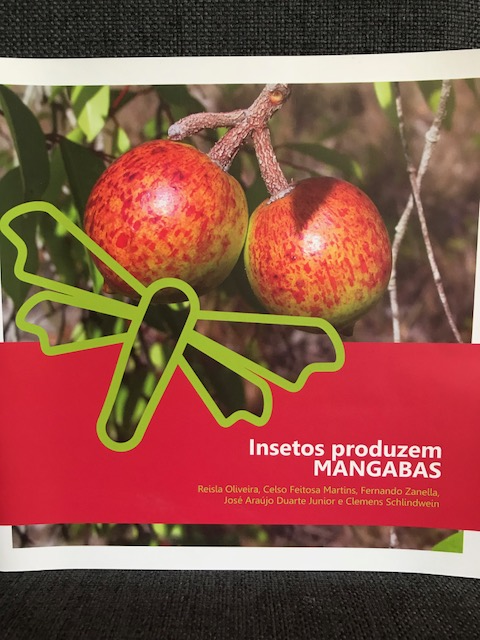 Insetos produzem
MANGABAS
Reisla Oliveira, Celso Feitosa Martins, Fernando Zanella,
José Araújo Duarte Junior e Clemens Schlindwein